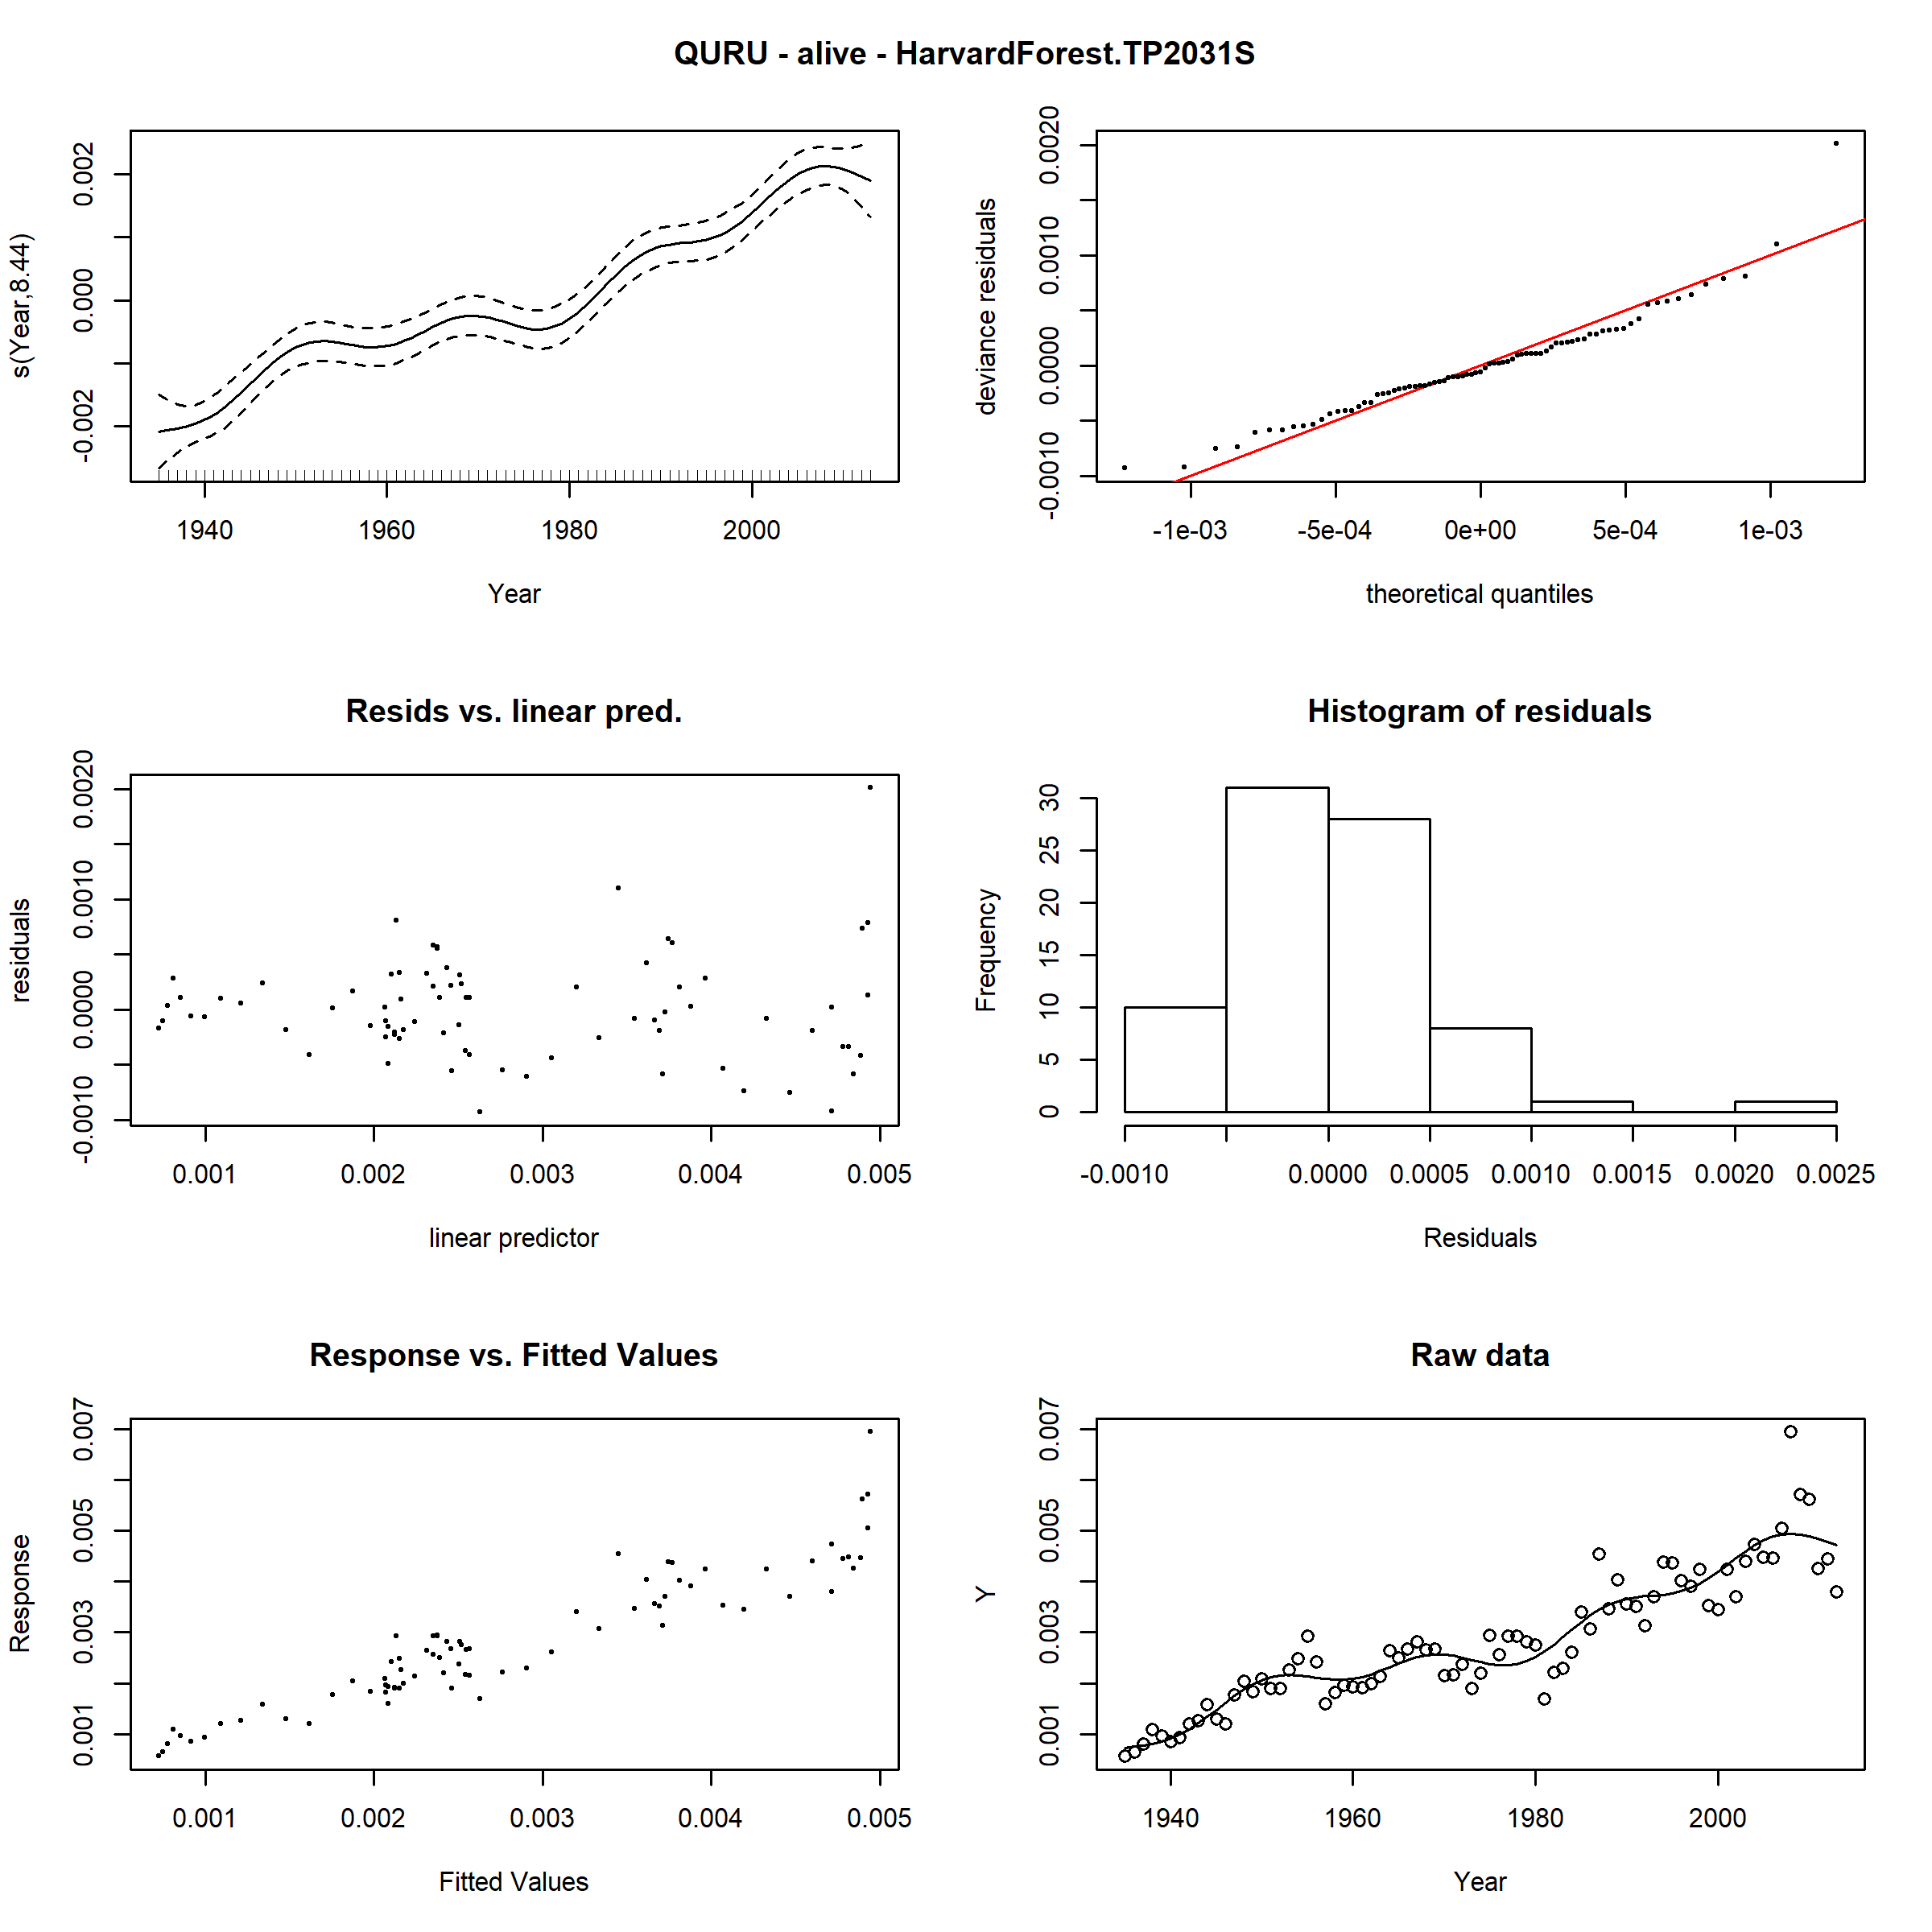 QURU - alive - HarvardForest.TP2031S
s(Year,8.44)
-0.002 0.000 0.002
1940 1960 1980 2000
Year
deviance residuals
-0.0010 0.0000 0.0010 0.0020
-1e-03 -5e-04 0e+00 5e-04 1e-03
theoretical quantiles
Resids vs. linear pred.
residuals
-0.0010 0.0000 0.0010 0.0020
0.001 0.002 0.003 0.004 0.005
linear predictor
Histogram of residuals
Frequency
0 5 10 15 20 25 30
-0.0010 0.0000 0.0005 0.0010 0.0015 0.0020 0.0025
Residuals
Response vs. Fitted Values
Response
0.001 0.003 0.005 0.007
0.001 0.002 0.003 0.004 0.005
Fitted Values
Raw data
Y
0.001 0.003 0.005 0.007
1940 1960 1980 2000
Year